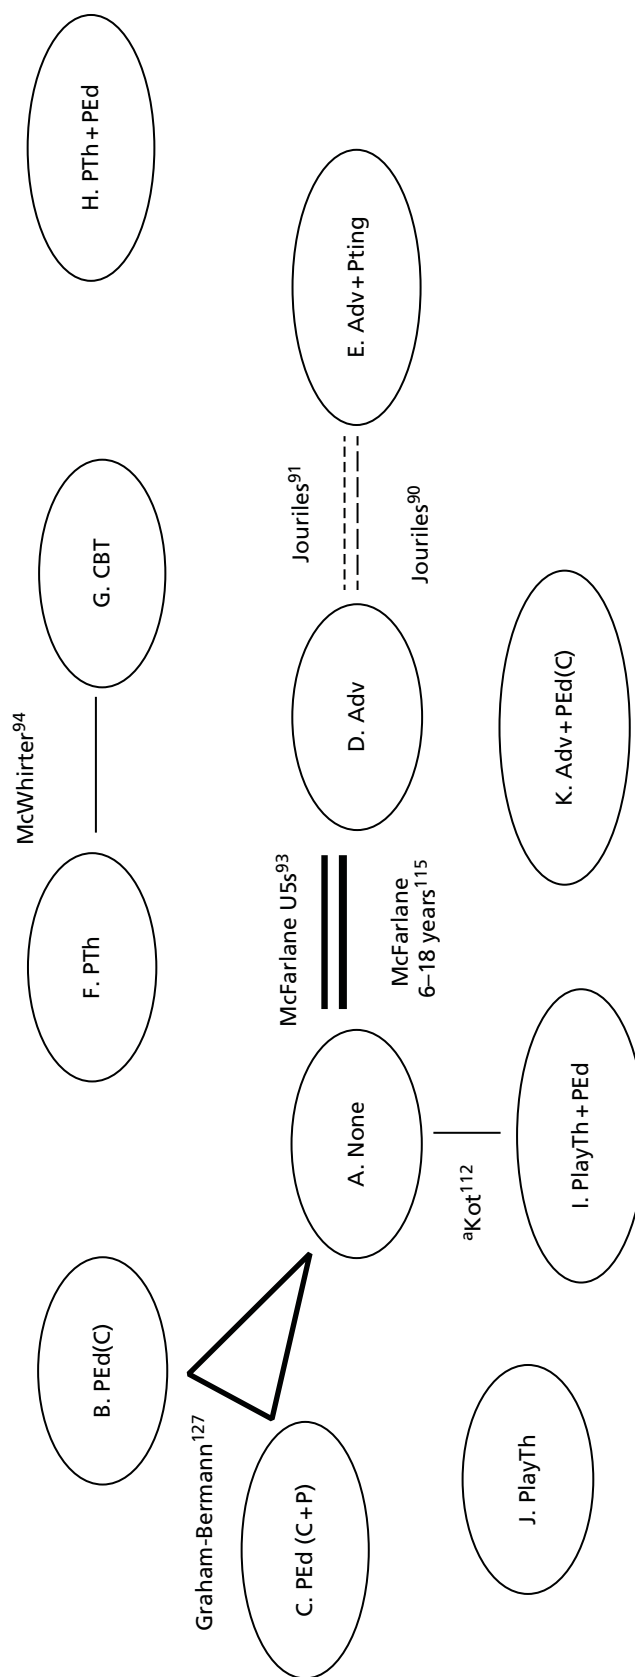 McWhirter⁹⁴
B. PEd(C)
F. PTh
G. CBT
H. PTh + PEd
Graham-Bermann¹²⁷
McFarlane U5s⁹³
Jouriles⁹¹
C. PEd (C + P)
A. None
D. Adv
E. Adv + Pting
McFarlane
6–18 years¹¹⁵
Jouriles⁹⁰
ᵃKot¹¹²
J. PlayTh
I. PlayTh + PEd
K. Adv + PEd(C)